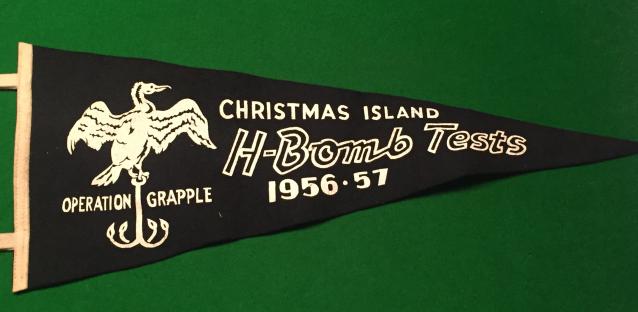 CHRISTMAS ISLAND
H-Bomb Tests
1956·57
OPERATION GRAPPLE